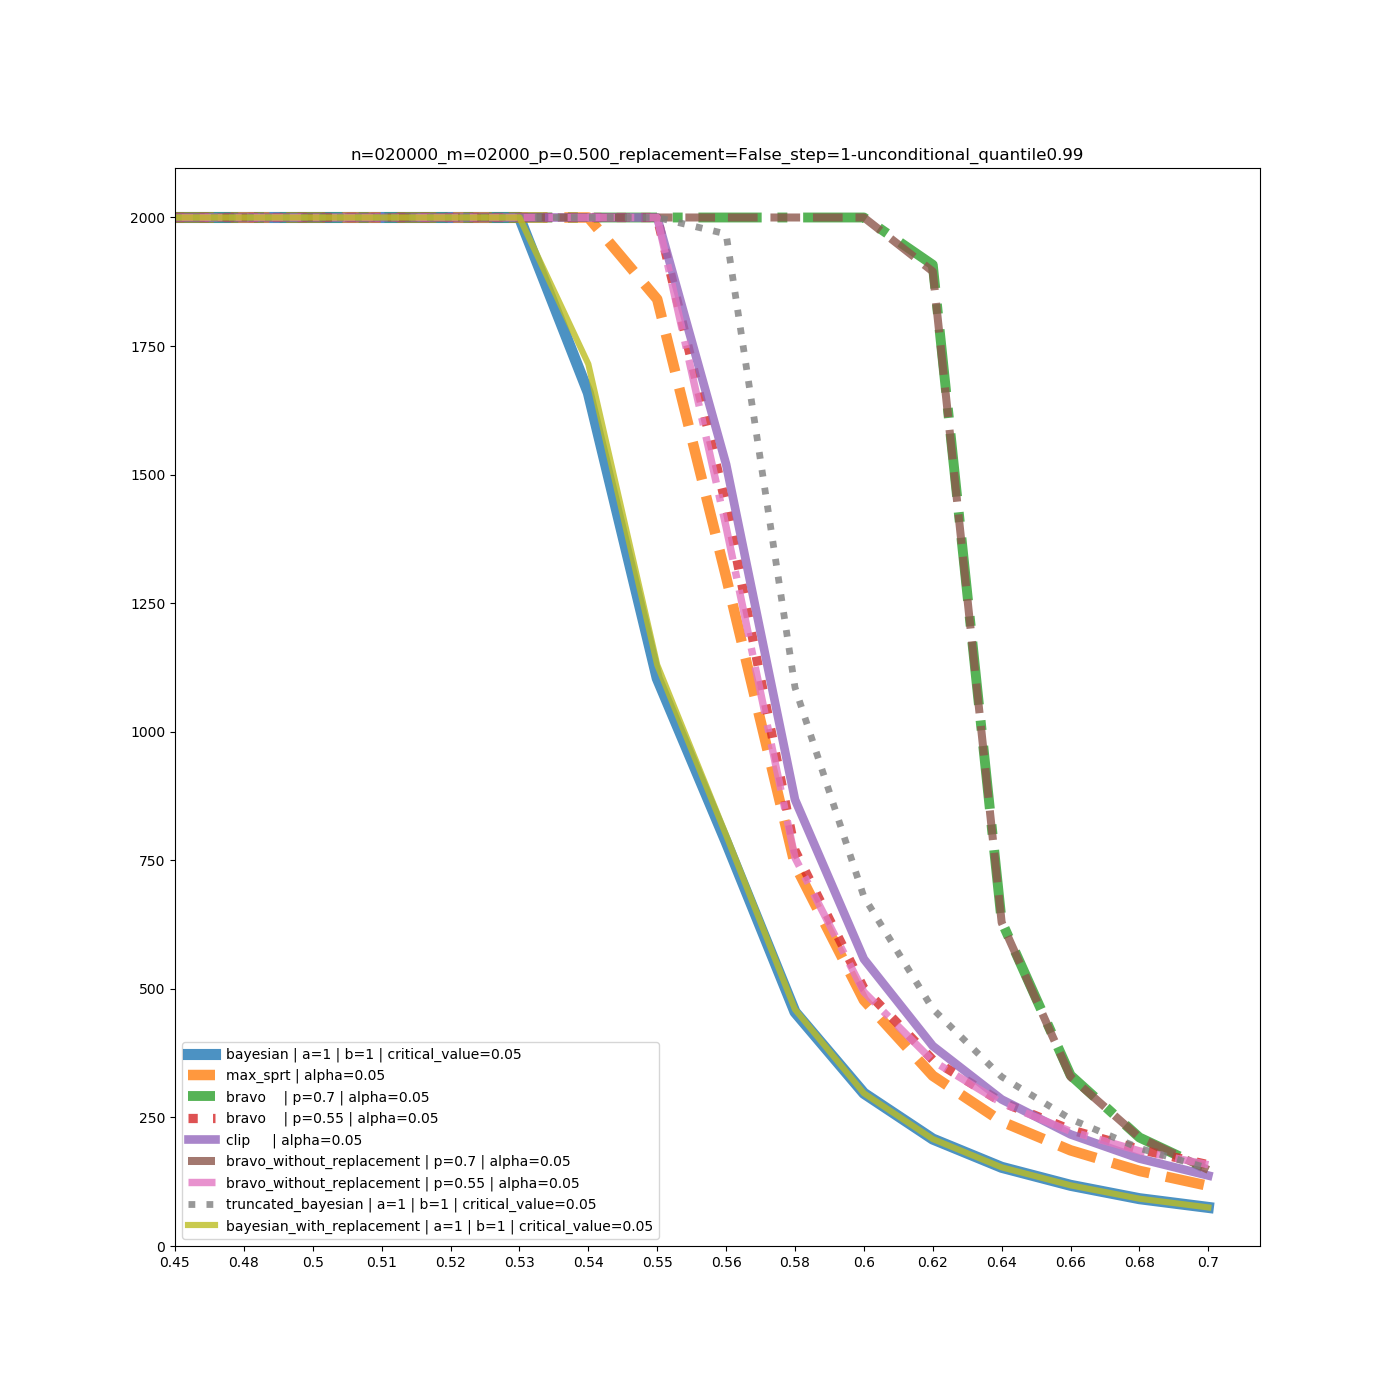 n=020000_m=02000_p=0.500_replacement=False_step=1-unconditional_quantile0.99
2000
1750
1500
1250
1000
750
500
250
0
bayesian | a=1 | b=1 | critical_value=0.05
max_sprt | alpha=0.05
bravo    | p=0.7 | alpha=0.05
bravo    | p=0.55 | alpha=0.05
clip     | alpha=0.05
bravo_without_replacement | p=0.7 | alpha=0.05
bravo_without_replacement | p=0.55 | alpha=0.05
truncated_bayesian | a=1 | b=1 | critical_value=0.05
bayesian_with_replacement | a=1 | b=1 | critical_value=0.05
0.45 0.48 0.5 0.51 0.52 0.53 0.54 0.55 0.56 0.58 0.6 0.62 0.64 0.66 0.68 0.7